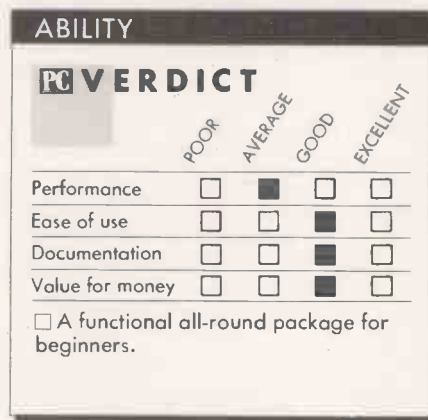 ABILITY
PC VERDICT
POOR AVERAGE GOOD EXCELLENT
Performance
Ease of use
Documentation
Value for money
A functional all-round package for
beginners.